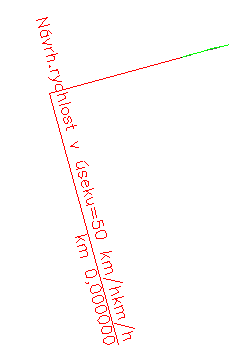 Návrh.rychlost v úseku=50 km/hkm/h
km 0,000000